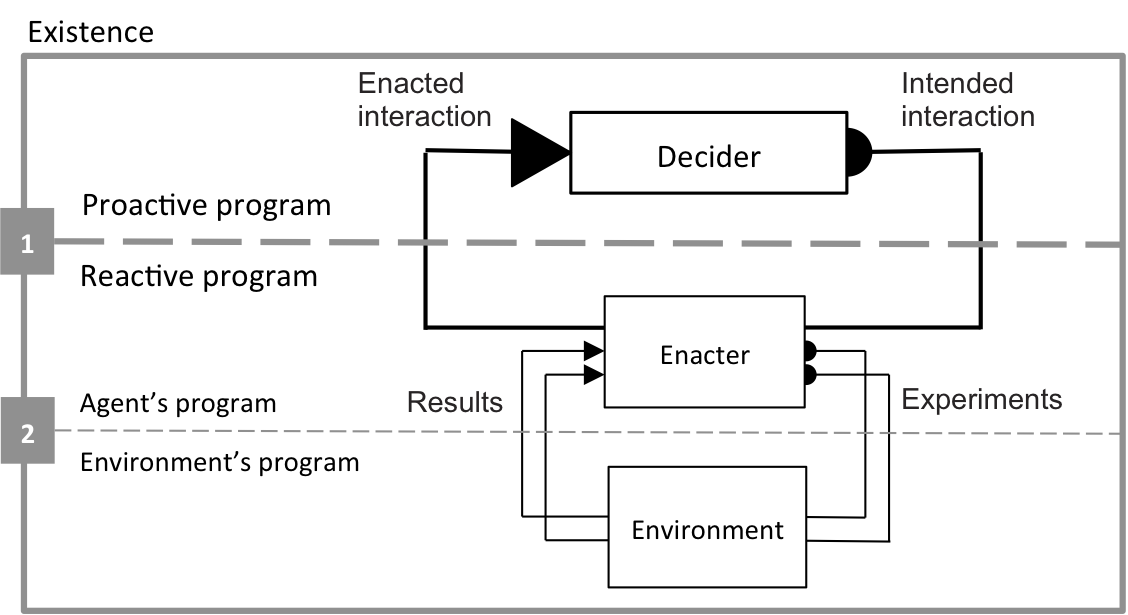 Existence
Enacted
interaction
Intended
interaction
Decider
Proactive program
1
Reactive program
Enacter
Agent's program
Results
Experiments
2
Environment's program
Environment